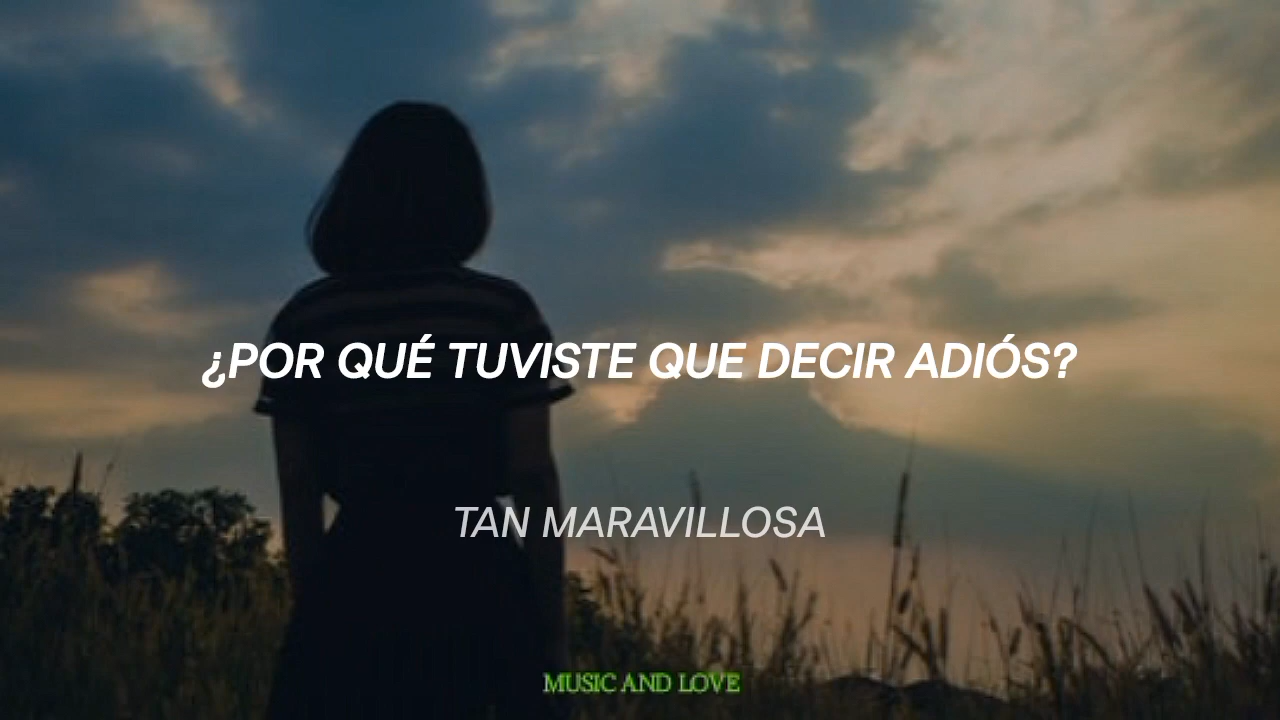 ¿POR QUÉ TUVISTE QUE DECIR ADIÓS?
TAN MARAVILLOSA
MUSIC AND LOVE